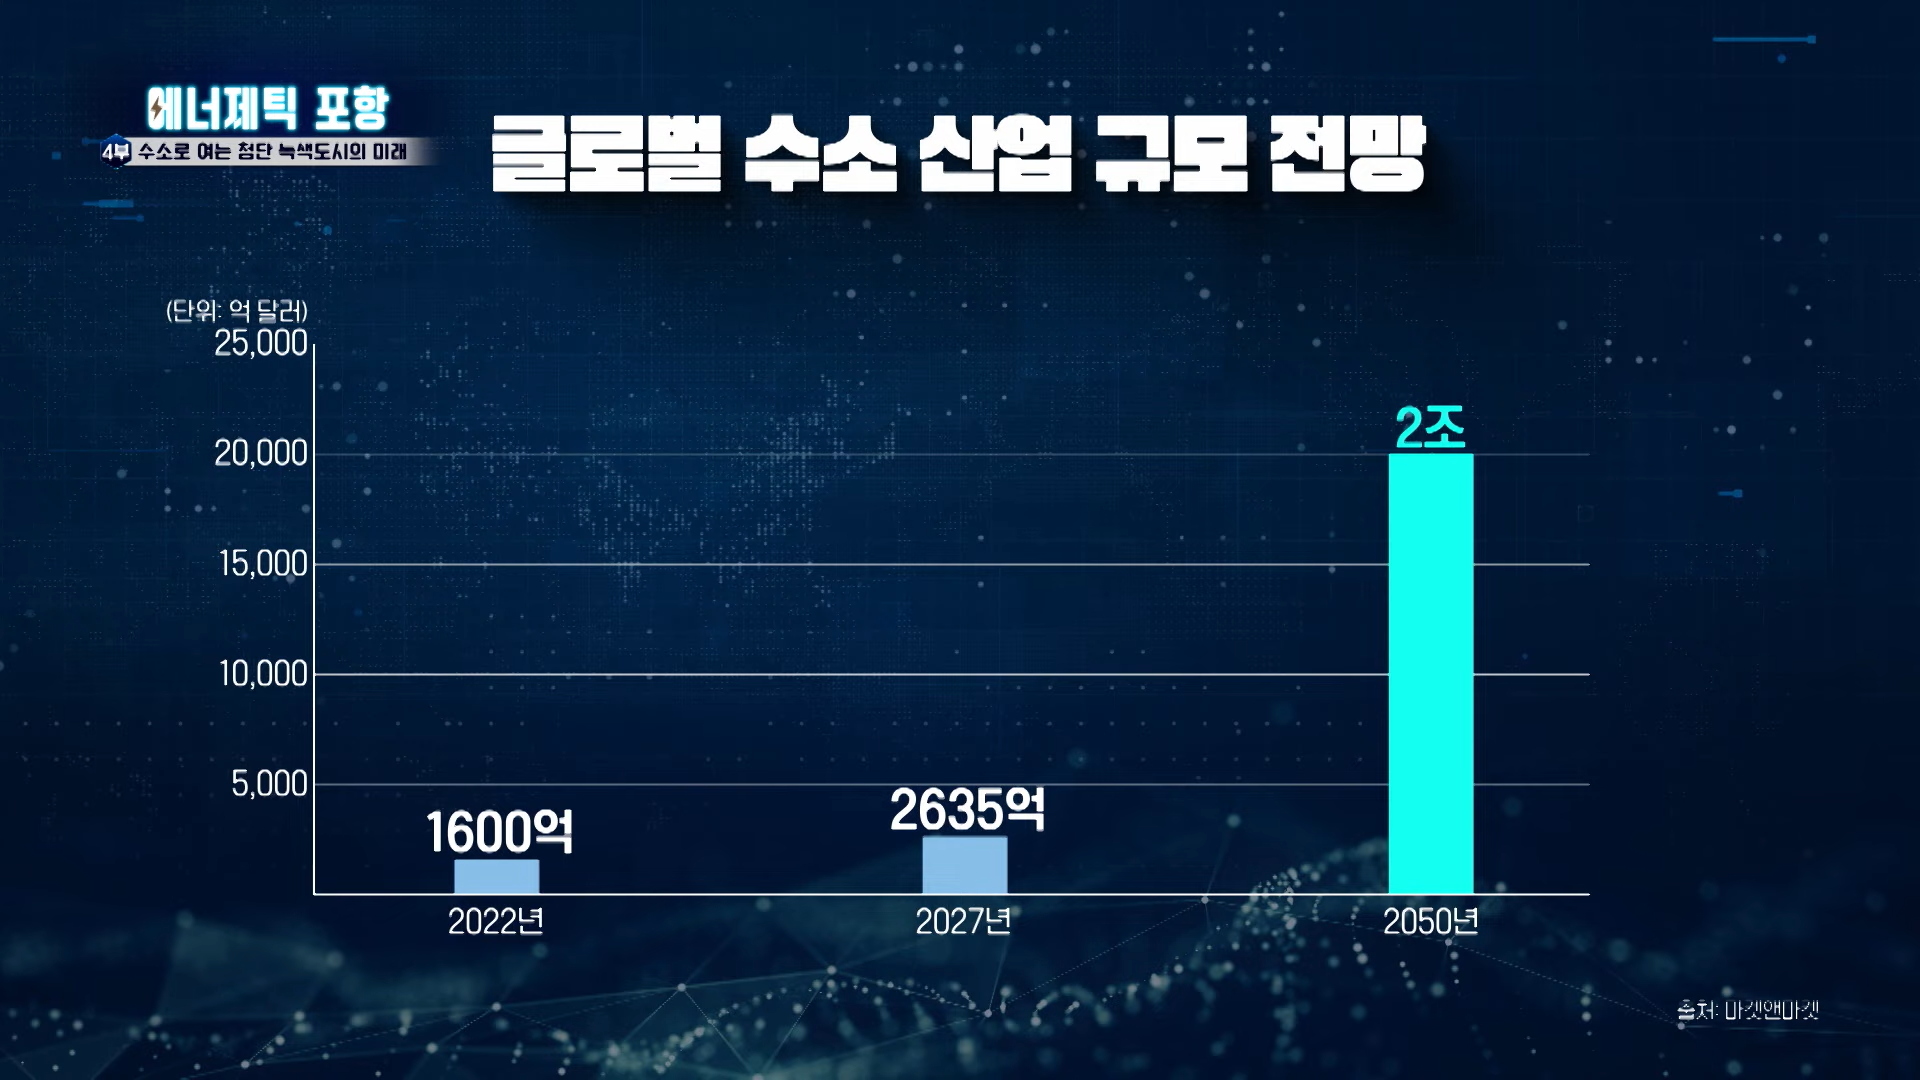 에너제틱 포항
4부 수소로 여는 첨단 녹색도시의 미래
글로벌 수소 산업 규모 전망
(단위: 억 달러)
25,000
20,000
15,000
10,000
5,000
1600억
2635억
2조
2022년
2027년
2050년
출처: 마켓앤마켓